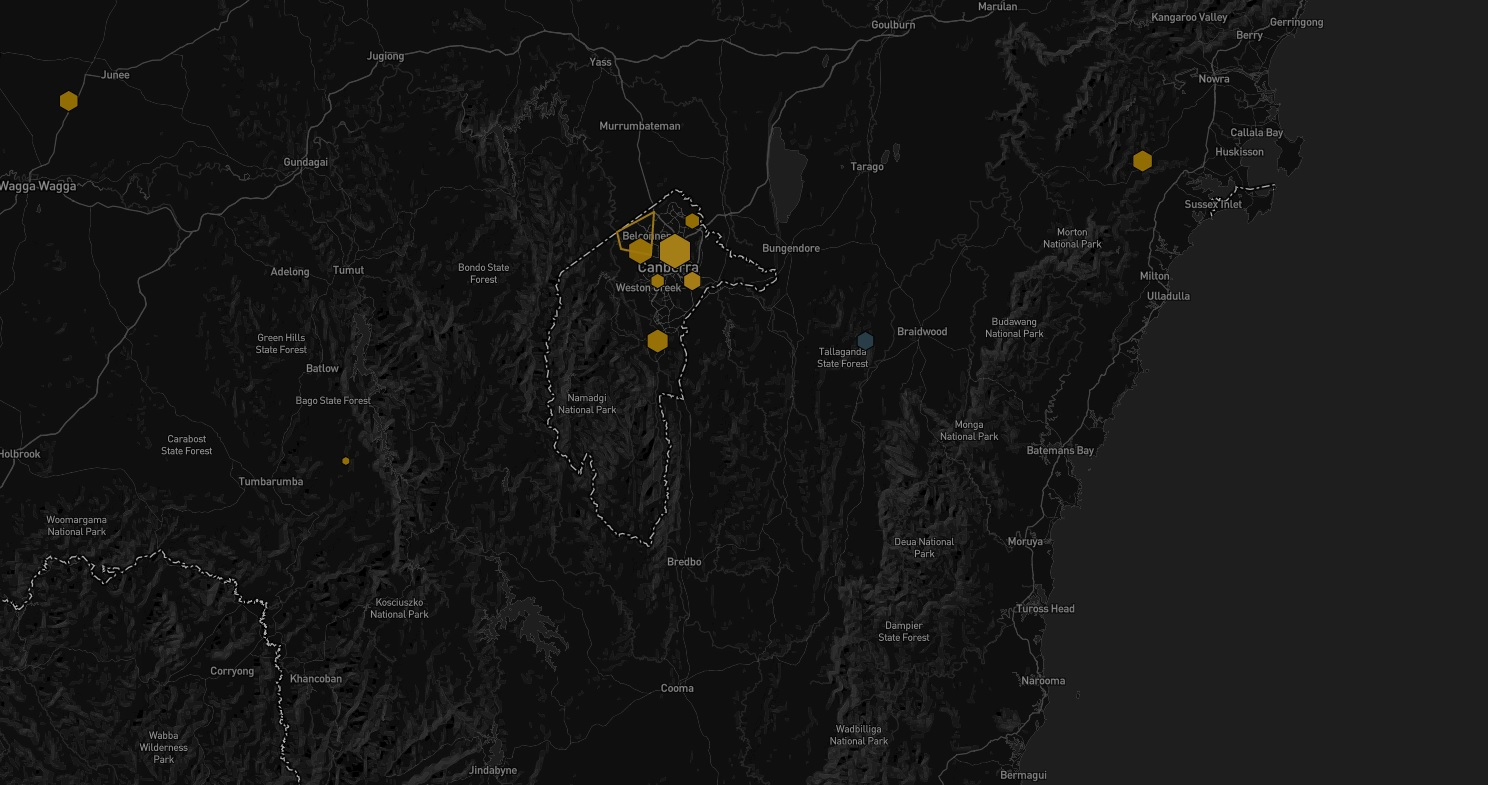 Marulan
Kangaroo Valley
Gerringong
Goulburn
Berry
Jugiong
Yass
Junee
Nowra
Murrumbateman
Callala Bay
Huskisson
Gundagai
Tarago
Wagga Wagga
Sussex Inlet
Belconnen
Morton
National Park
Bungendore
Canberra
Bondo State
Forest
Adelong
Tumut
Milton
Weston Creek
Ulladulla
Budawang
National Park
Braidwood
Green Hills
State Forest
Tallaganda
State Forest
Batlow
Bago State Forest
Namadgi
National Park
Monga
National Park
Carabost
State Forest
Holbrook
Batemans Bay
Tumbarumba
Woomargama
National Park
Deua National
Park
Moruya
Bredbo
Kosciuszko
National Park
Tuross Head
Dampier
State Forest
Corryong
Khancoban
Narooma
Cooma
Wadbilliga
National Park
Wabba
Wilderness
Park
Jindabyne
Bermagui